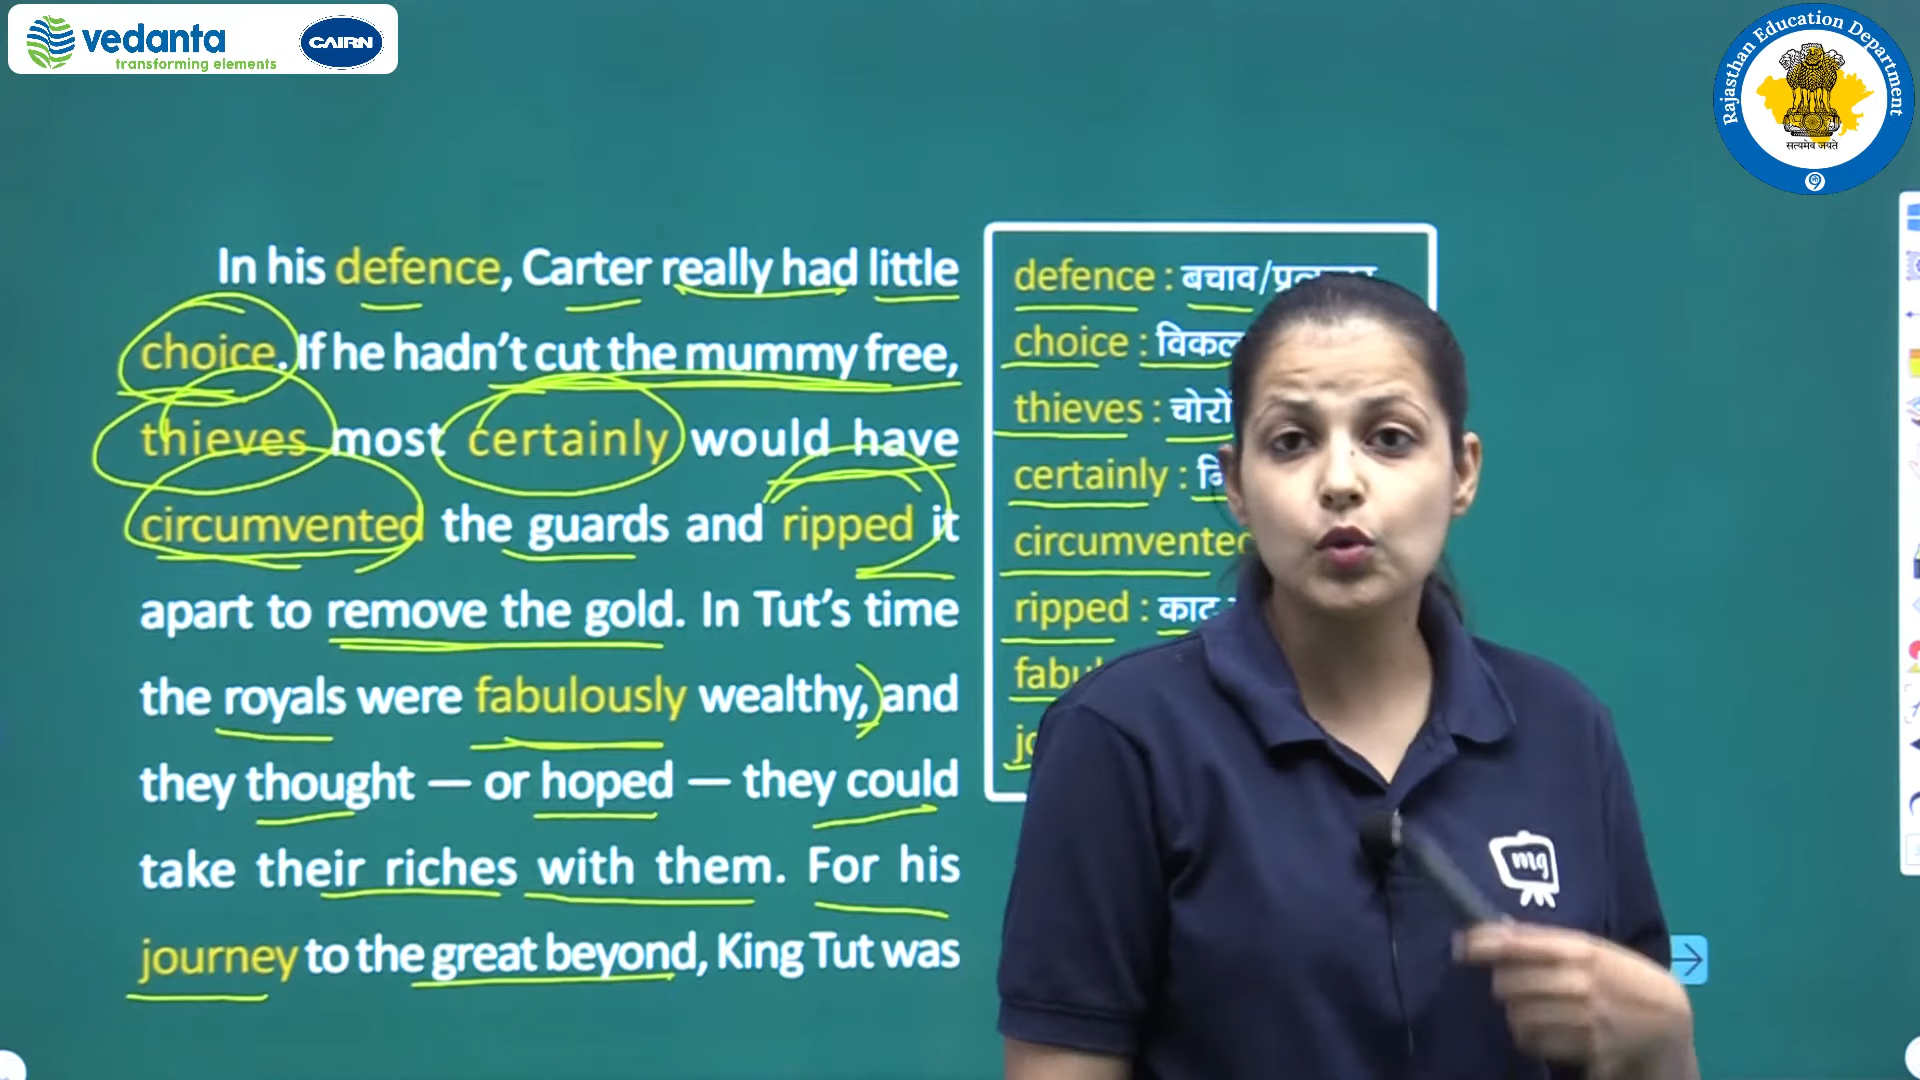 vedanta
transforming elements
CAIRN
Rajasthan Education Department
सत्यमेव जयते
In his defence, Carter really had little
choice. If he hadn't cut the mummy free,
thieves most certainly would have
circumvented the guards and ripped it
apart to remove the gold. In Tut's time
the royals were fabulously wealthy, and
they thought — or hoped — they could
take their riches with them. For his
journey to the great beyond, King Tut was
defence : बचाव/
choice :
thieves : चोरों
certainly :
circumvented
ripped : काट
mg